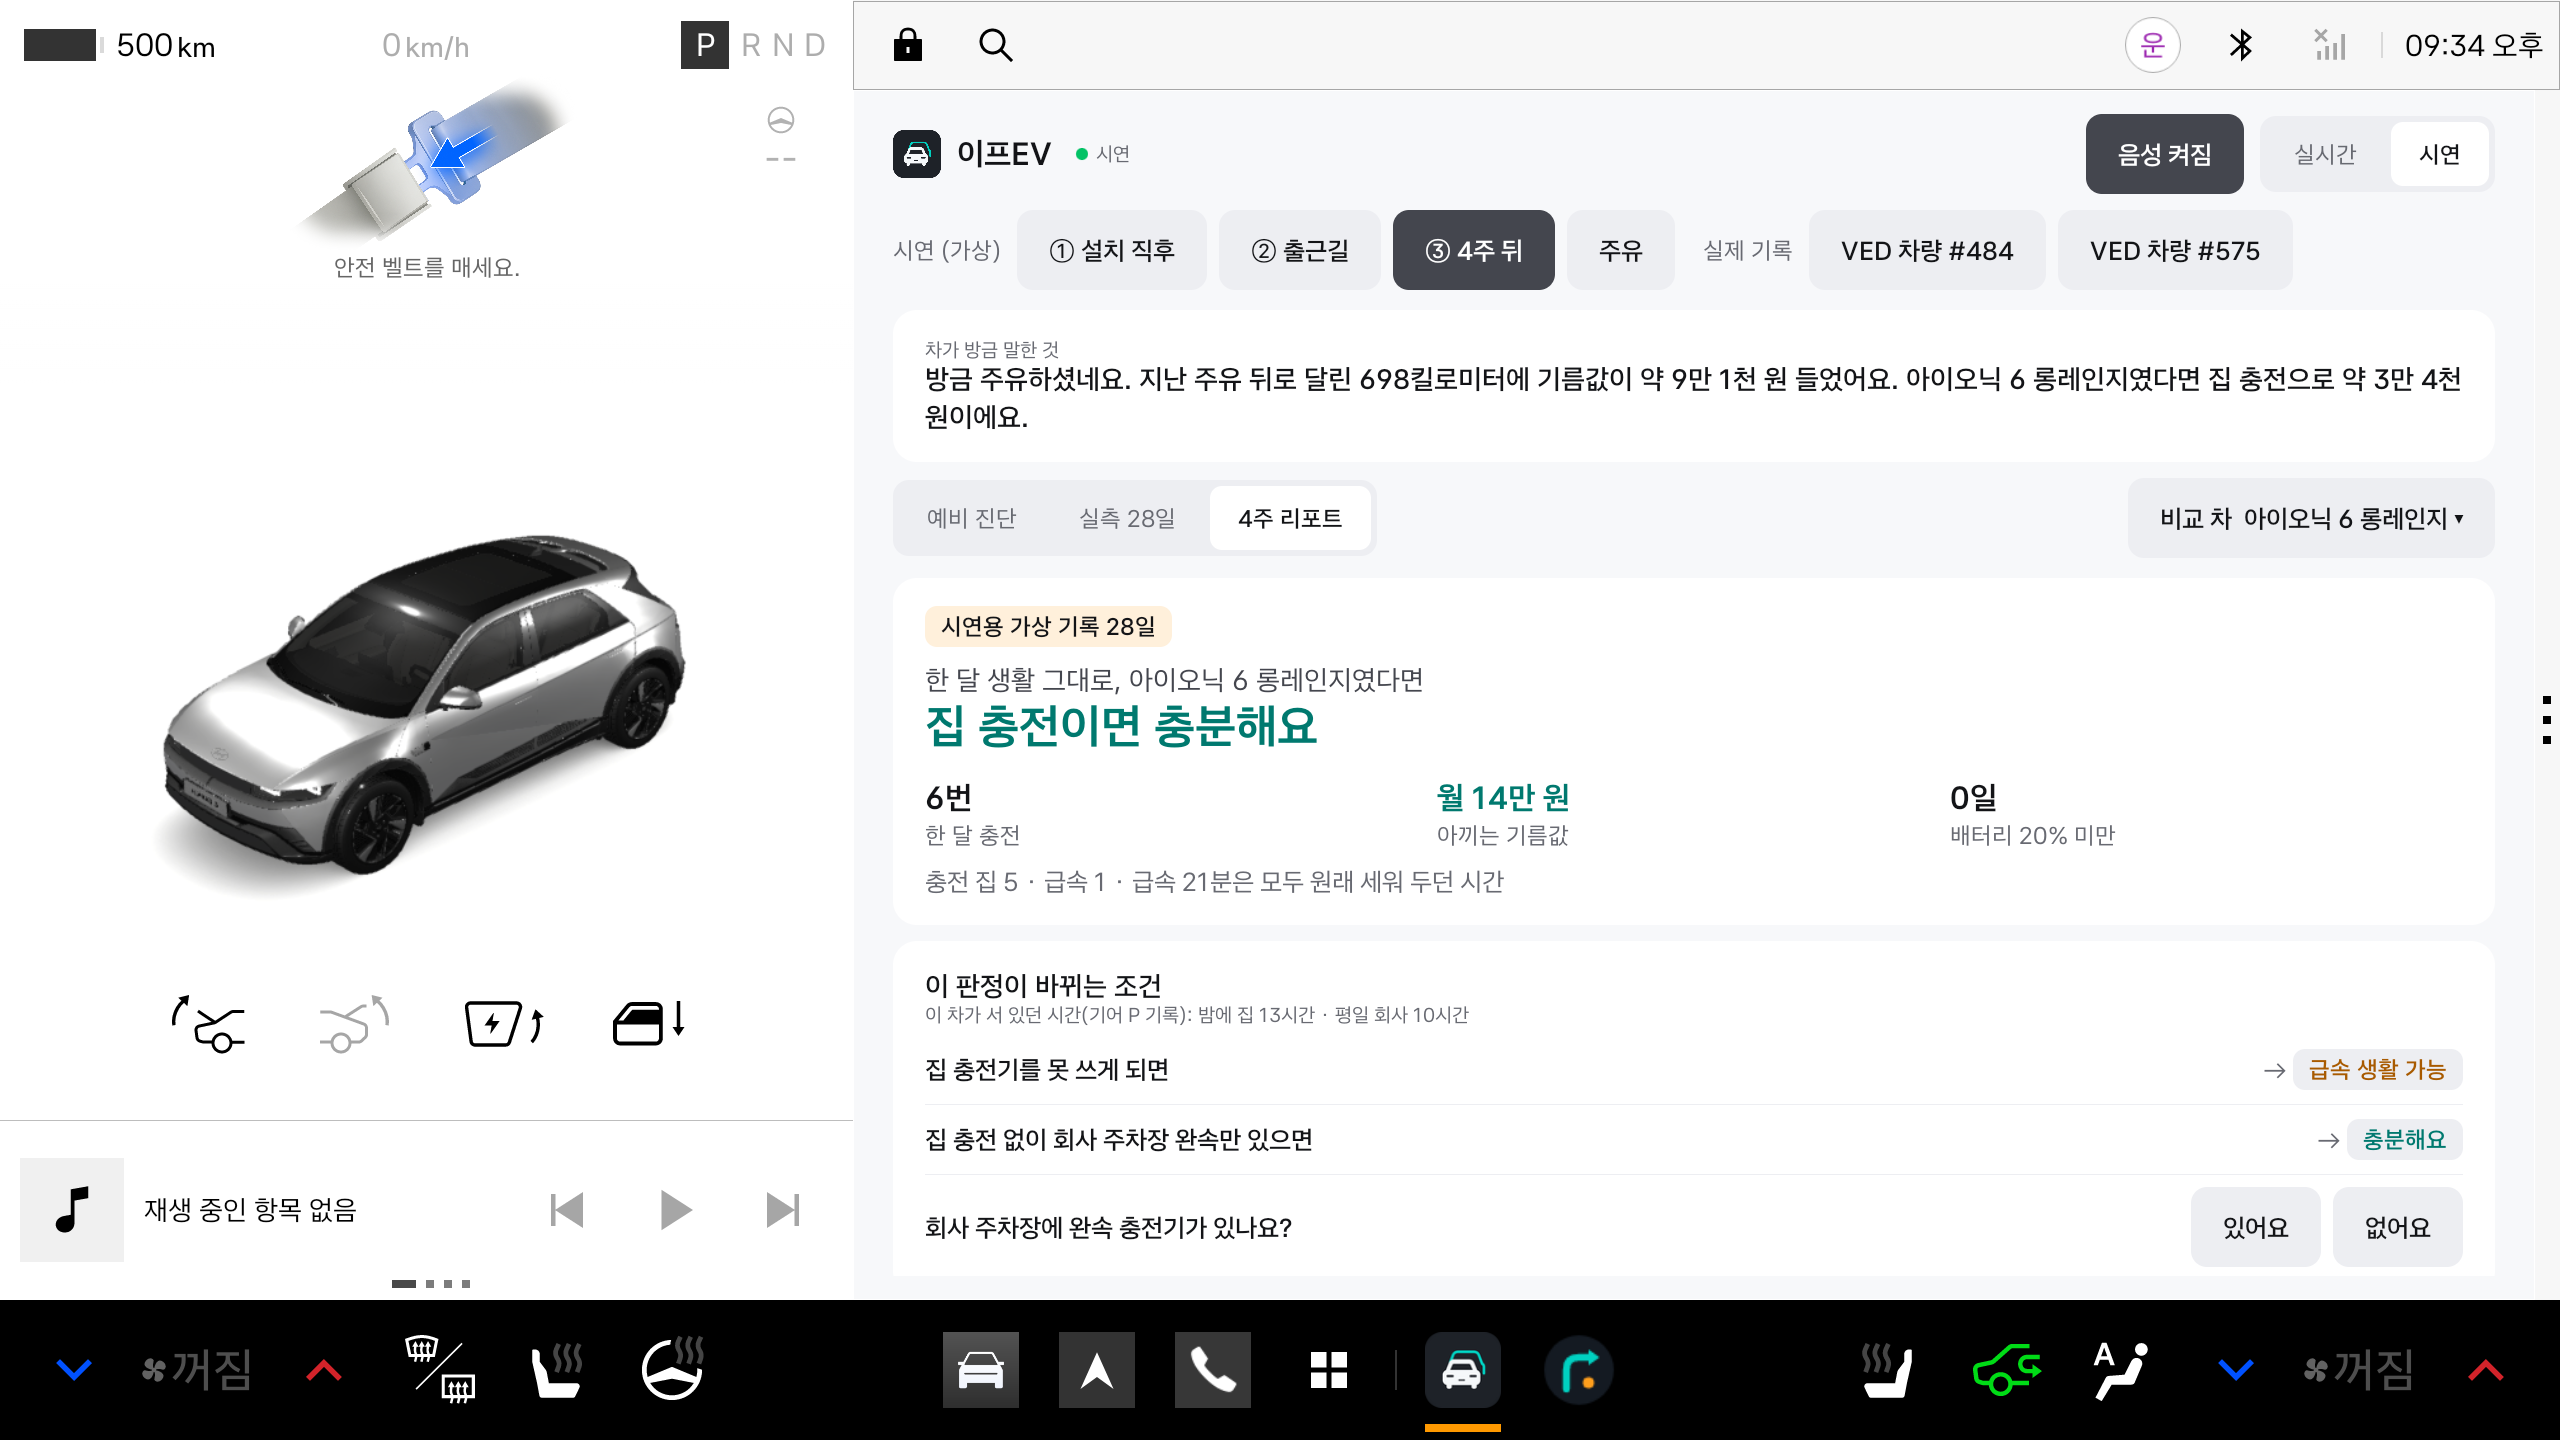 500 km
0 km/h
P R N D
안전 벨트를 매세요.
재생 중인 항목 없음
운
09:34 오후
이프EV
시연
음성 켜짐
실시간
시연
시연 (가상)
① 설치 직후
② 출근길
③ 4주 뒤
주유
실제 기록
VED 차량 #484
VED 차량 #575
차가 방금 말한 것
방금 주유하셨네요. 지난 주유 뒤로 달린 698킬로미터에 기름값이 약 9만 1천 원 들었어요. 아이오닉 6 롱레인지였다면 집 충전으로 약 3만 4천
원이에요.
예비 진단
실측 28일
4주 리포트
비교 차 아이오닉 6 롱레인지 ▾
시연용 가상 기록 28일
한 달 생활 그대로, 아이오닉 6 롱레인지였다면
집 충전이면 충분해요
6번
한 달 충전
월 14만 원
아끼는 기름값
0일
배터리 20% 미만
충전 집 5 · 급속 1 · 급속 21분은 모두 원래 세워 두던 시간
이 판정이 바뀌는 조건
이 차가 서 있던 시간(기어 P 기록): 밤에 집 13시간 · 평일 회사 10시간
집 충전기를 못 쓰게 되면
→ 급속 생활 가능
집 충전 없이 회사 주차장 완속만 있으면
→ 충분해요
회사 주차장에 완속 충전기가 있나요?
있어요
없어요
꺼짐
A
꺼짐